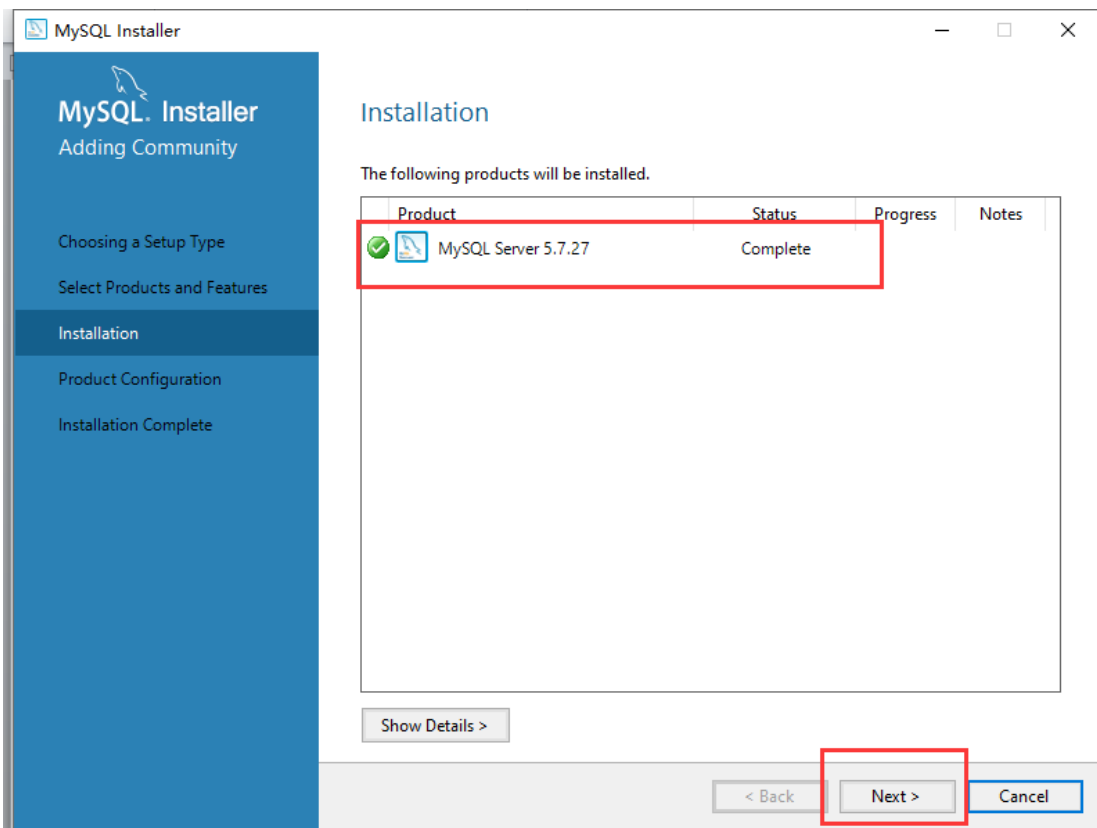 MySQL Installer
MySQL. Installer
Adding Community
Choosing a Setup Type
Select Products and Features
Installation
Product Configuration
Installation Complete
Installation
The following products will be installed.
Product Status Progress Notes
MySQL Server 5.7.27 Complete
Show Details >
< Back Next > Cancel